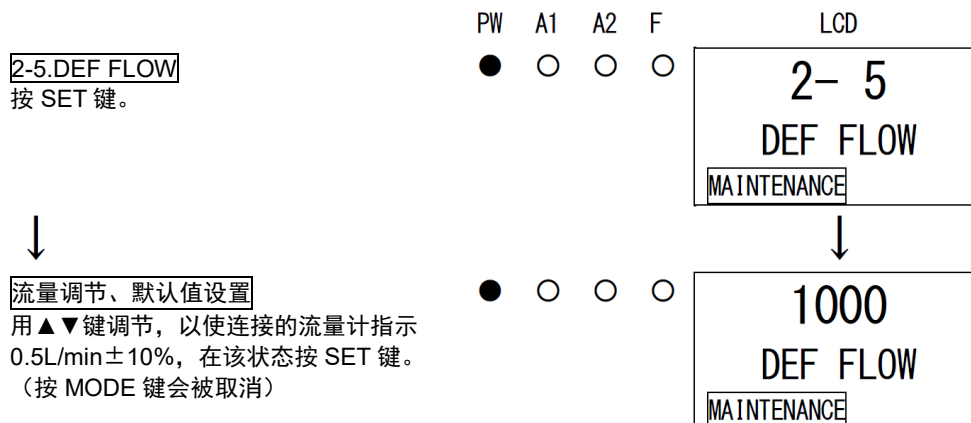 PW A1 A2 F LCD
2-5.DEF FLOW
按 SET 键。
● ○ ○ ○
2- 5
DEF FLOW
MAINTENANCE
↓ ↓
流量调节、默认值设置
用▲▼键调节，以使连接的流量计指示
0.5L/min±10%，在该状态按 SET 键。
（按 MODE 键会被取消）
● ○ ○ ○
1000
DEF FLOW
MAINTENANCE